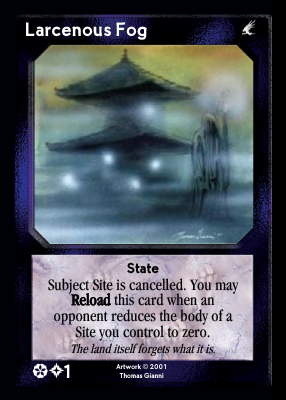 Larcenous Fog
State
Subject Site is cancelled. You may
Reload this card when an
opponent reduces the body of a
Site you control to zero.
The land itself forgets what it is.
1
Artwork © 2001
Thomas Gianni